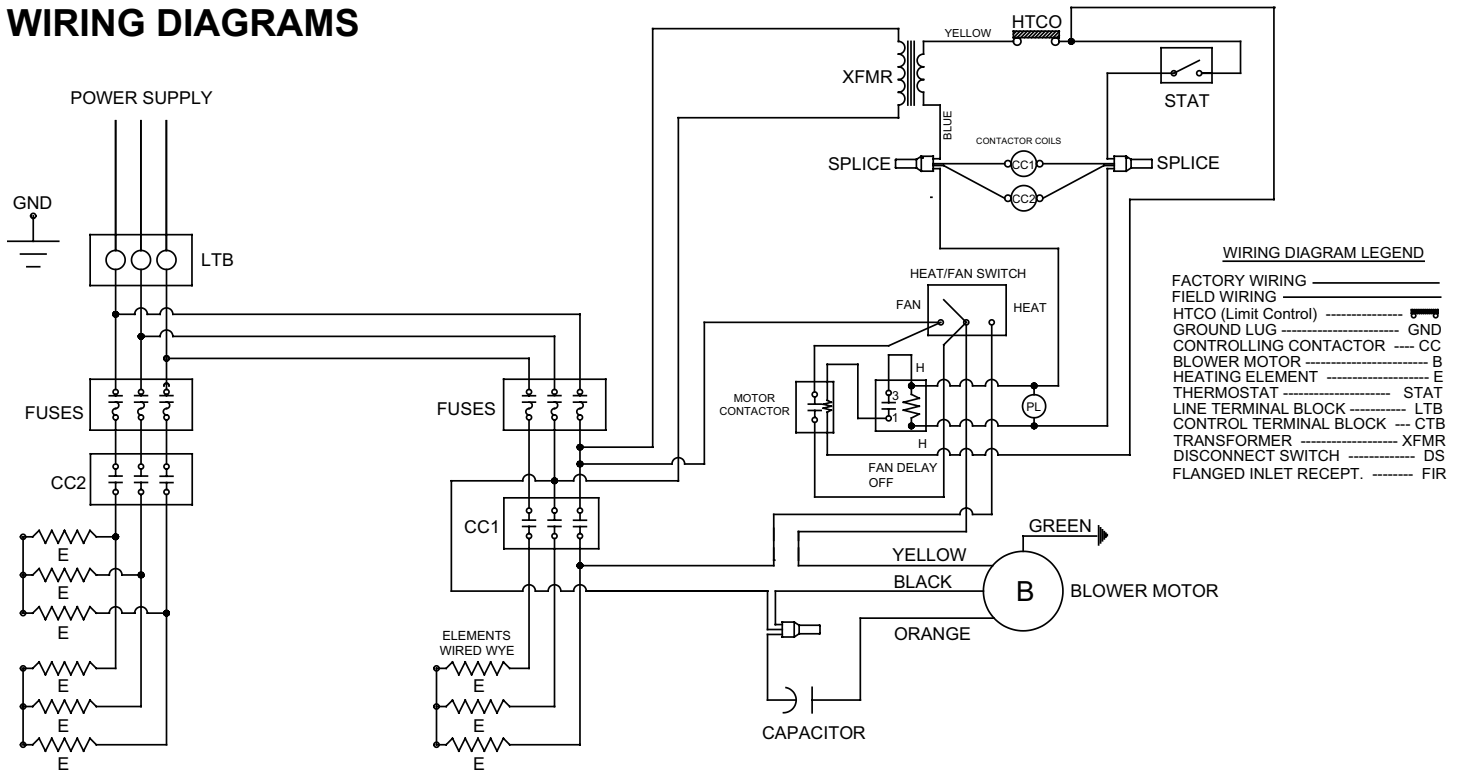 WIRING DIAGRAMS
POWER SUPPLY
GND
LTB
FUSES
CC2
E
E
E
E
E
E
FUSES
CC1
ELEMENTS
WIRED WYE
E
E
E
XFMR
YELLOW
HTCO
STAT
BLUE
CONTACTOR COILS
SPLICE
CC1
SPLICE
CC2
HEAT/FAN SWITCH
FAN
HEAT
MOTOR
CONTACTOR
H
3
1
H
PL
FAN DELAY
OFF
GREEN
YELLOW
BLACK
B
BLOWER MOTOR
ORANGE
CAPACITOR
WIRING DIAGRAM LEGEND
FACTORY WIRING
FIELD WIRING
HTCO (Limit Control) ---------------
GROUND LUG ----------------------- GND
CONTROLLING CONTACTOR ---- CC
BLOWER MOTOR ------------------------ B
HEATING ELEMENT -------------------- E
THERMOSTAT --------------------- STAT
LINE TERMINAL BLOCK ----------- LTB
CONTROL TERMINAL BLOCK --- CTB
TRANSFORMER ------------------- XFMR
DISCONNECT SWITCH ------------- DS
FLANGED INLET RECEPT. -------- FIR